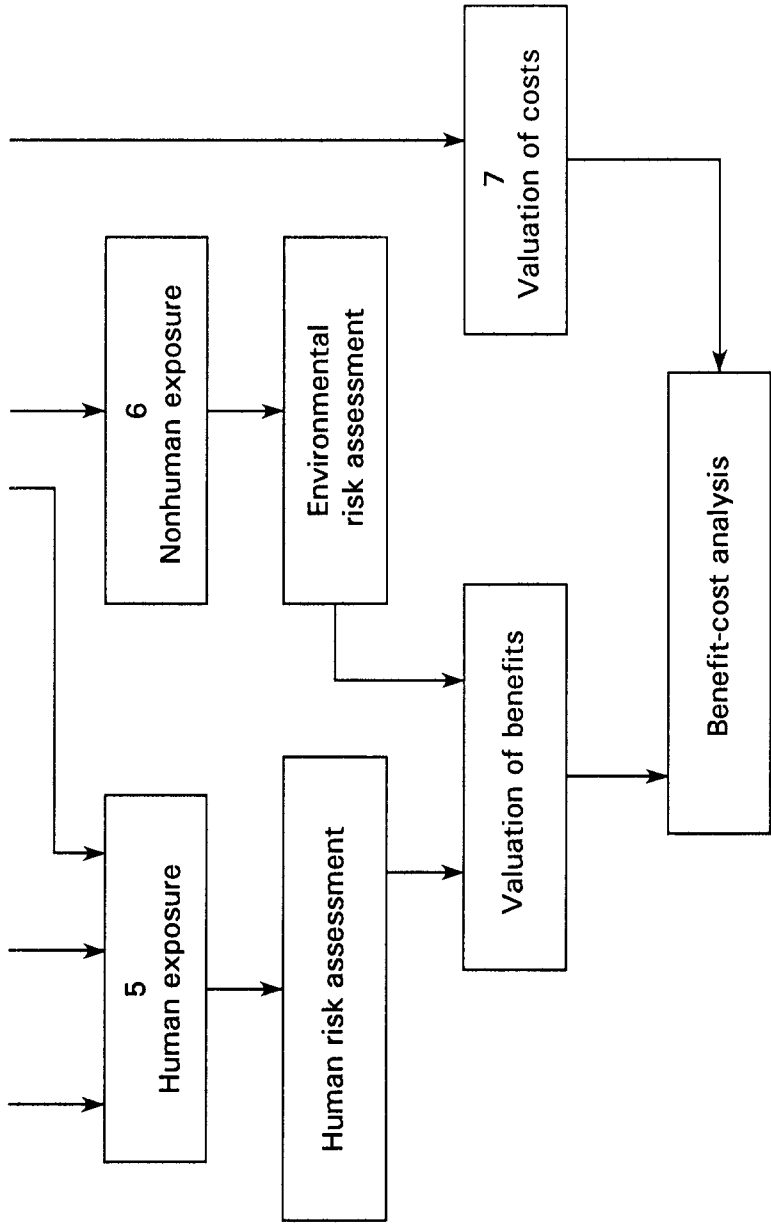 5
Human exposure
6
Nonhuman exposure
Human risk assessment
Environmental
risk assessment
Valuation of benefits
7
Valuation of costs
Benefit-cost analysis